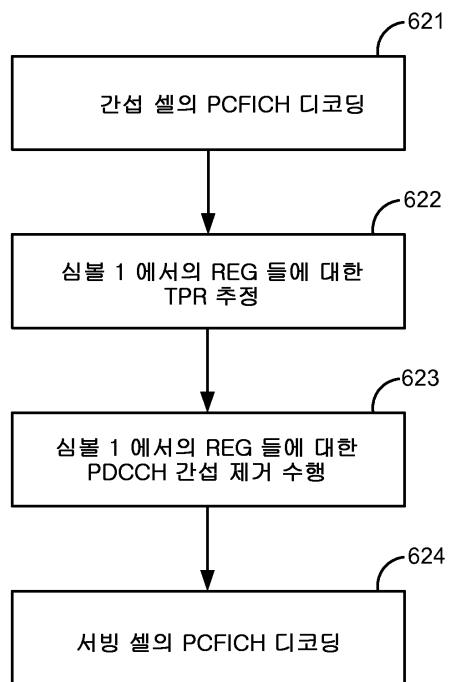 621
간섭 셀의 PCFICH 디코딩
622
심볼 1 에서의 REG 들에 대한
TPR 추정
623
심볼 1 에서의 REG 들에 대한
PDCCH 간섭 제거 수행
624
서빙 셀의 PCFICH 디코딩